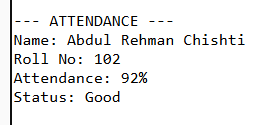 --- ATTENDANCE ---
Name: Abdul Rehman Chishti
Roll No: 102
Attendance: 92%
Status: Good